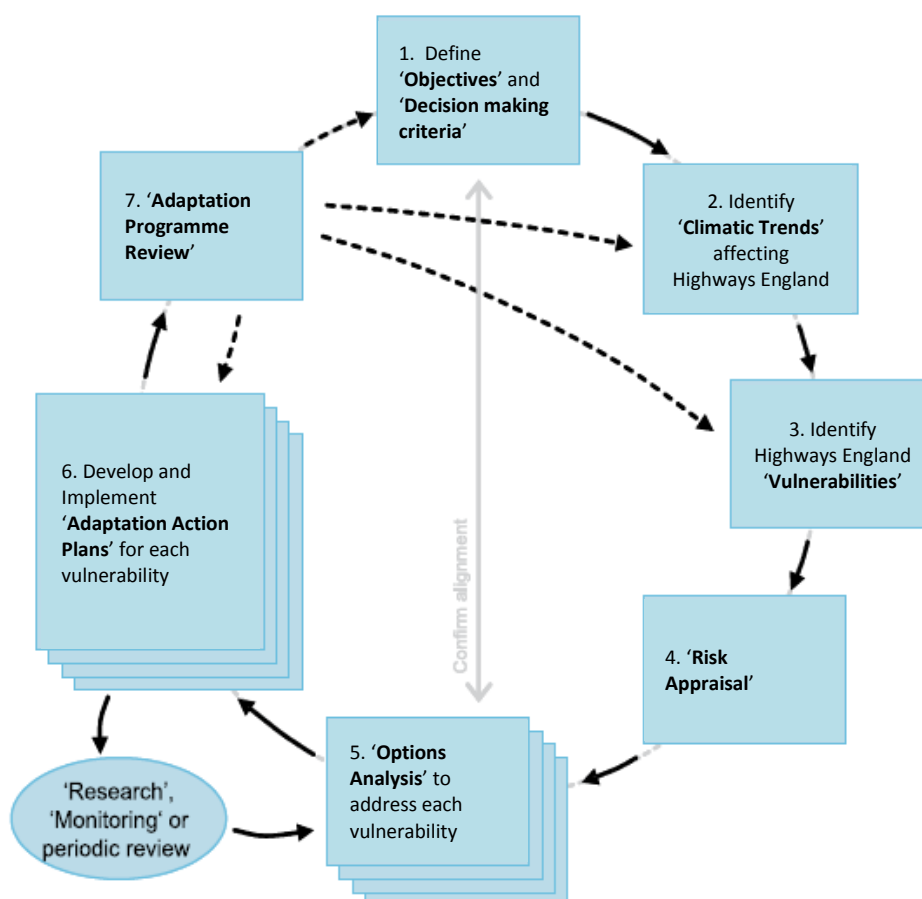 1. Define
‘Objectives’ and
‘Decision making
criteria’
2. Identify
‘Climatic Trends’
affecting
Highways England
3. Identify
Highways England
‘Vulnerabilities’
4. ‘Risk
Appraisal’
5. ‘Options
Analysis’ to
address each
vulnerability
6. Develop and
Implement
‘Adaptation Action
Plans’ for each
vulnerability
7. ‘Adaptation
Programme
Review’
‘Research’,
‘Monitoring‘ or
periodic review
Confirm alignment